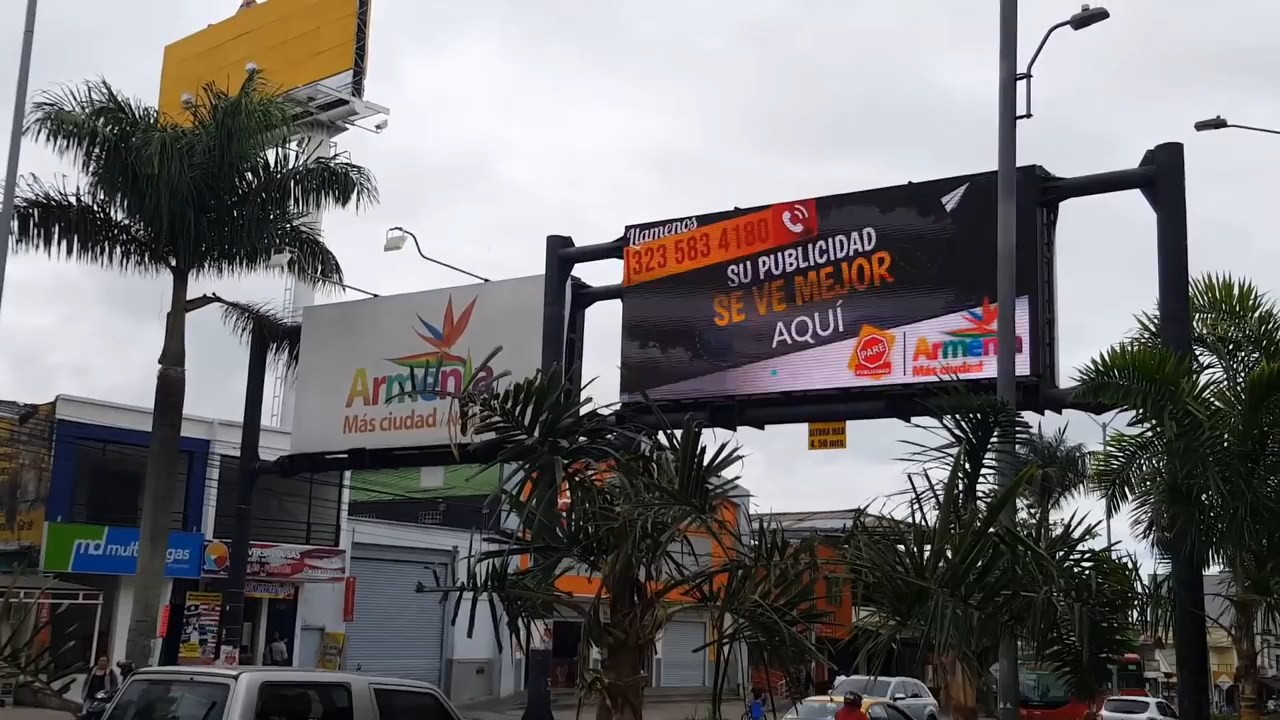 Llamenos
323 583 4180
SU PUBLICIDAD
SE VE MEJOR
AQUÍ
PARE
PUBLICIDAD
Armenia
Más ciudad
Armenia
Más ciudad /
ALTURA MAX
4.50 mts
md